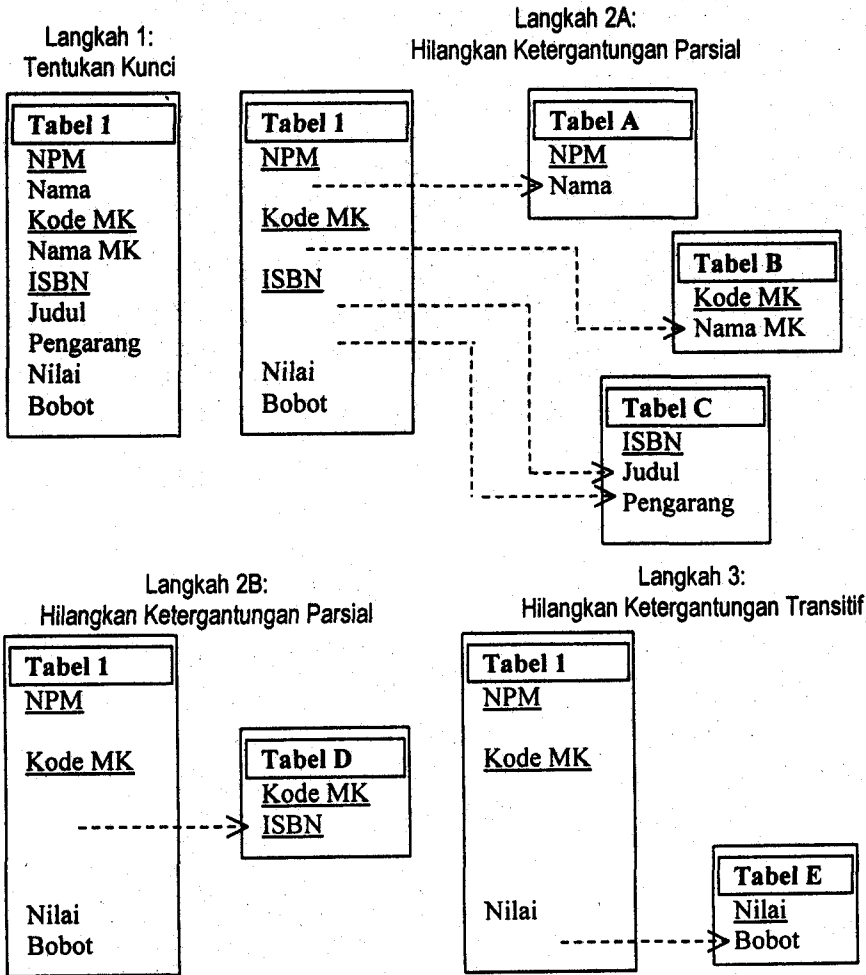 Langkah 1:
Tentukan Kunci
Tabel 1
NPM
Nama
Kode MK
Nama MK
ISBN
Judul
Pengarang
Nilai
Bobot
Langkah 2A:
Hilangkan Ketergantungan Parsial
Tabel 1
NPM
Kode MK
ISBN
Nilai
Bobot
Tabel A
NPM
Nama
Tabel B
Kode MK
Nama MK
Tabel C
ISBN
Judul
Pengarang
Langkah 2B:
Hilangkan Ketergantungan Parsial
Tabel 1
NPM
Kode MK
Nilai
Bobot
Tabel D
Kode MK
ISBN
Langkah 3:
Hilangkan Ketergantungan Transitif
Tabel 1
NPM
Kode MK
Nilai
Tabel E
Nilai
Bobot